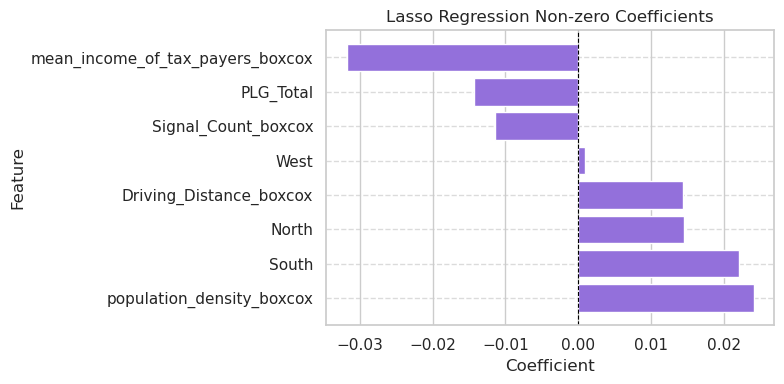 Lasso Regression Non-zero Coefficients
Feature
mean_income_of_tax_payers_boxcox
PLG_Total
Signal_Count_boxcox
West
Driving_Distance_boxcox
North
South
population_density_boxcox
−0.03 −0.02 −0.01 0.00 0.01 0.02
Coefficient